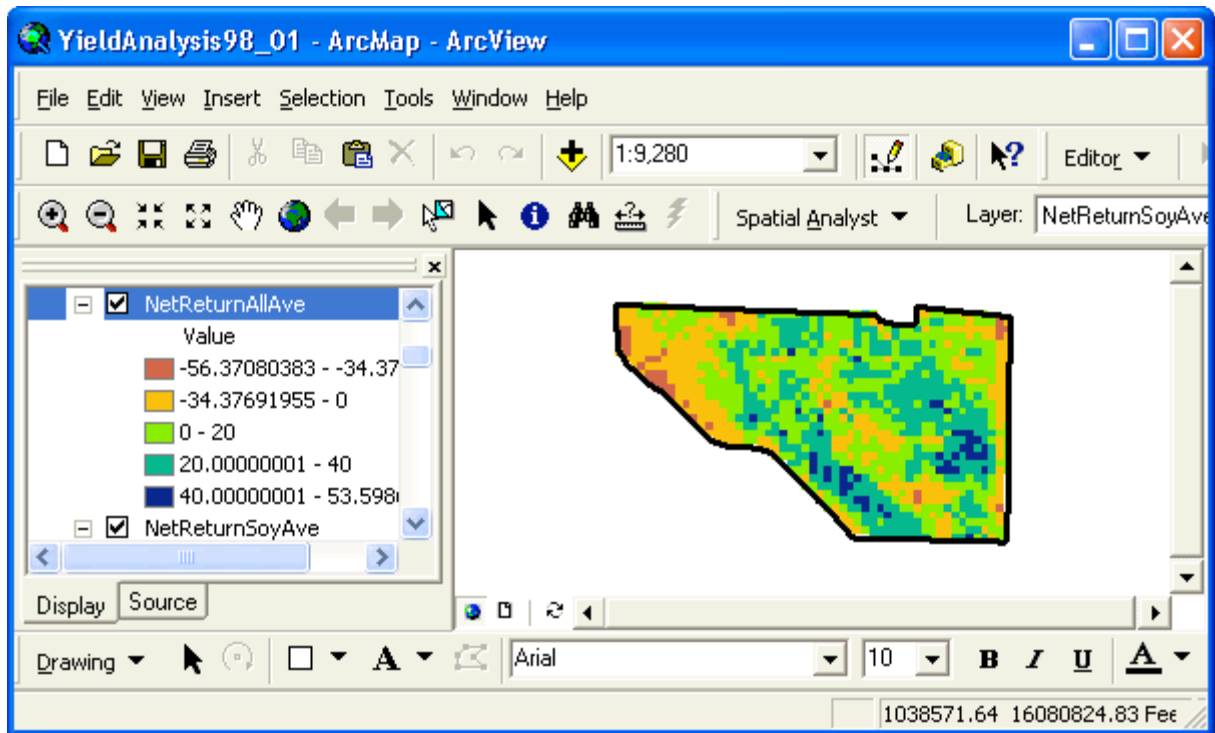 YieldAnalysis98_01 - ArcMap - ArcView
File Edit View Insert Selection Tools Window Help
1:9,280 Editor
Spatial Analyst Layer: NetReturnSoyAve
NetReturnAllAve
Value
-56.37080383 - -34.37
-34.37691955 - 0
0 - 20
20.00000001 - 40
40.00000001 - 53.598
NetReturnSoyAve
Display Source
Drawing A Arial 10 B I U A
1038571.64 16080824.83 Fee